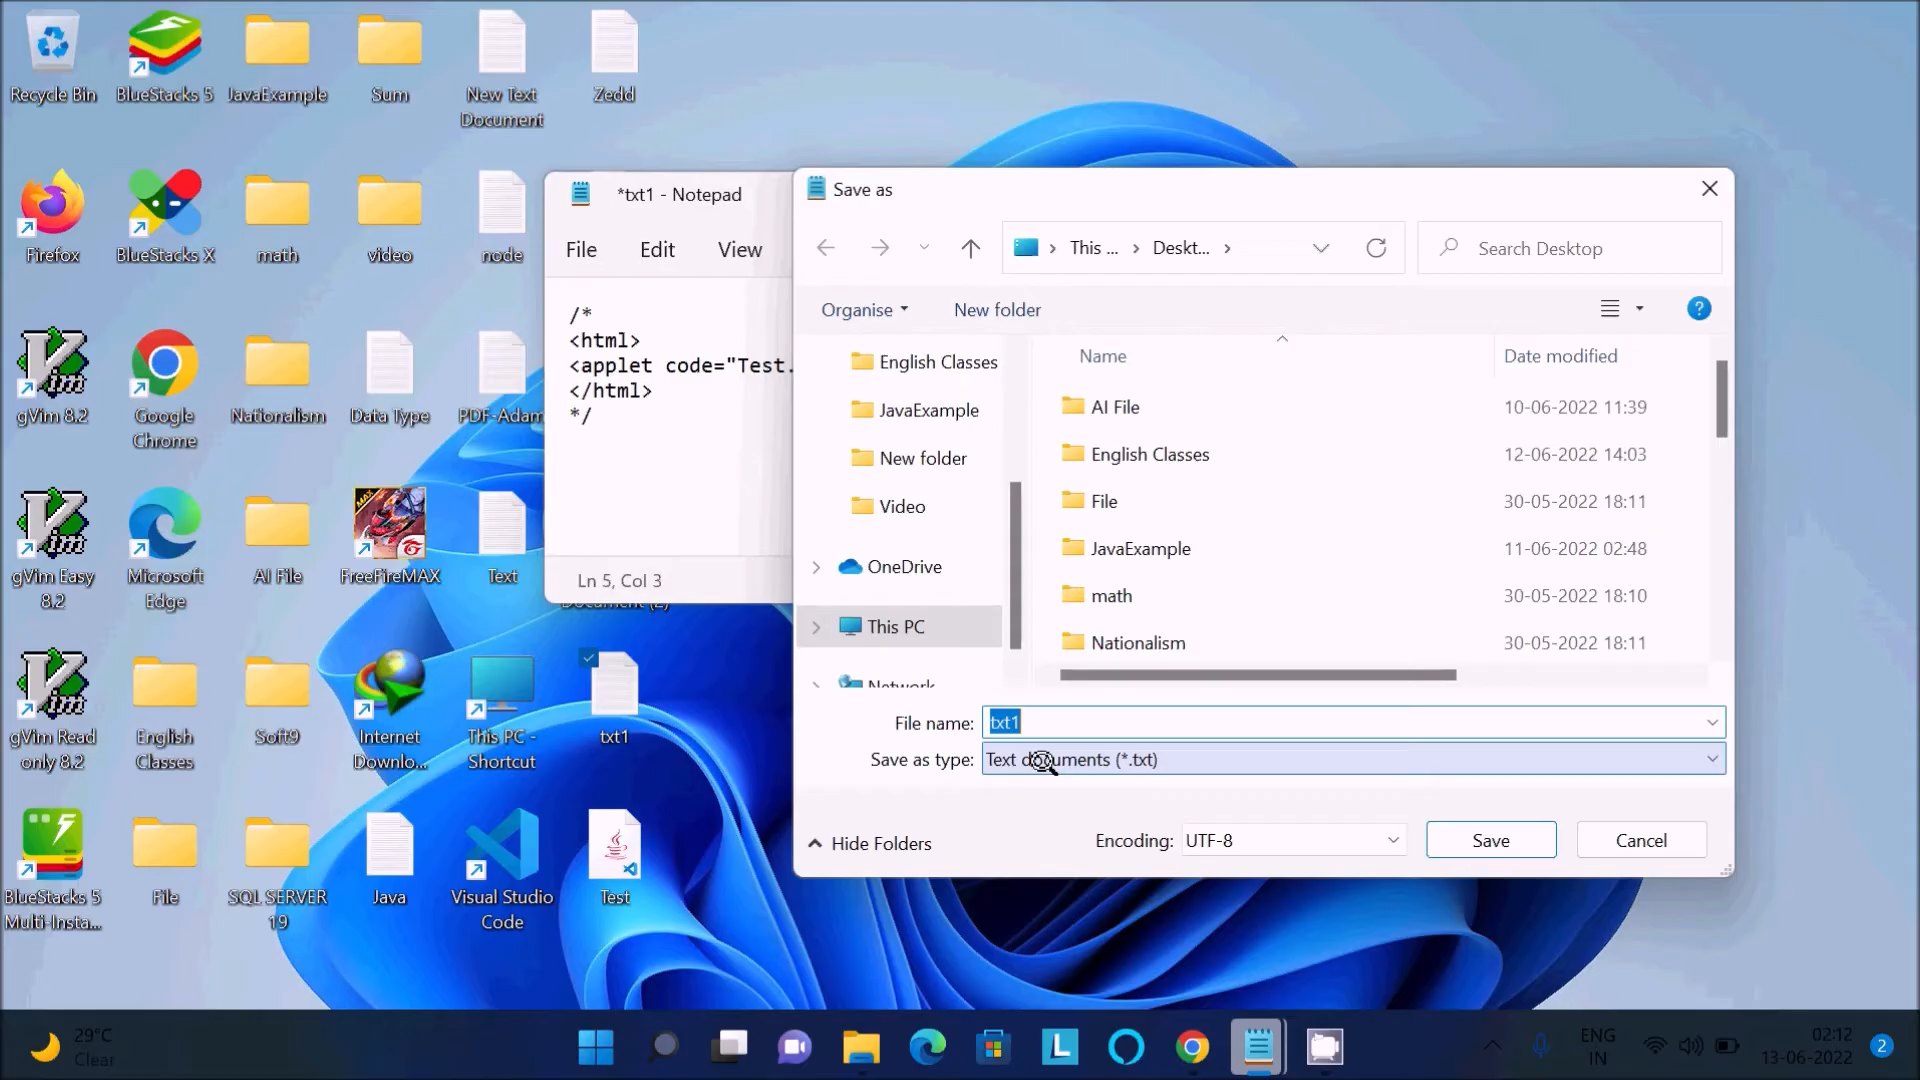 Recycle Bin
BlueStacks 5
JavaExample
Sum
New Text
Document
Zedd
Firefox
BlueStacks X
math
video
node
gVim 8.2
Google
Chrome
Nationalism
Data Type
PDF-Adam
gVim Easy
8.2
Microsoft
Edge
AI File
FreeFireMAX
Text
Document (2)
gVim Read
only 8.2
English
Classes
Soft9
Internet
Downlo...
This PC -
Shortcut
txt1
BlueStacks 5
Multi-Insta...
File
SQL SERVER
19
Java
Visual Studio
Code
Test
*txt1 - Notepad
File Edit View
/*
<html>
<applet code="Test.
</html>
*/
Ln 5, Col 3
Save as
This ... Deskt...
Search Desktop
Organise New folder
English Classes
JavaExample
New folder
Video
OneDrive
This PC
Network
Name Date modified
AI File 10-06-2022 11:39
English Classes 12-06-2022 14:03
File 30-05-2022 18:11
JavaExample 11-06-2022 02:48
math 30-05-2022 18:10
Nationalism 30-05-2022 18:11
File name: txt1
Save as type: Text documents (*.txt)
Hide Folders
Encoding: UTF-8
Save
Cancel
29°C
Clear
MAX
L
ENG
IN
02:12
13-06-2022
2